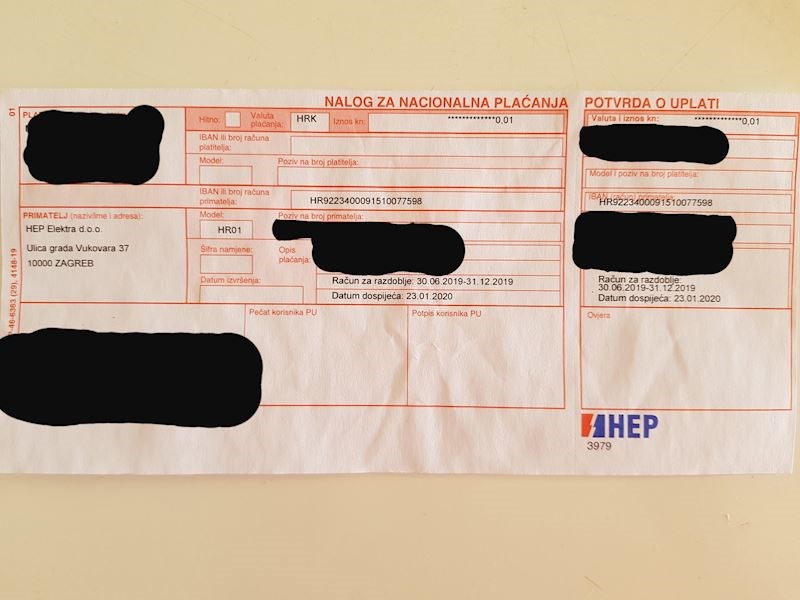 NALOG ZA NACIONALNA PLAĆANJA
01
Hitno:
Valuta plaćanja:
HRK
Iznos kn:
************0,01
IBAN ili broj računa platitelja:
Model:
Poziv na broj platitelja:
IBAN ili broj računa primatelja:
HR9223400091510077598
PRIMATELJ (naziv/ime i adresa):
HEP Elektra d.o.o.
Ulica grada Vukovara 37
10000 ZAGREB
Model:
HR01
Poziv na broj primatelja:
Šifra namjene:
Opis plaćanja:
Datum izvršenja:
Račun za razdoblje: 30.06.2019-31.12.2019
Datum dospijeća: 23.01.2020
Pečat korisnika PU
Potpis korisnika PU
POTVRDA O UPLATI
Valuta i iznos kn:
************0,01
Model i poziv na broj platitelja:
IBAN (račun) primatelja:
HR9223400091510077598
Račun za razdoblje:
30.06.2019-31.12.2019
Datum dospijeća: 23.01.2020
Ovjera
HEP
3979